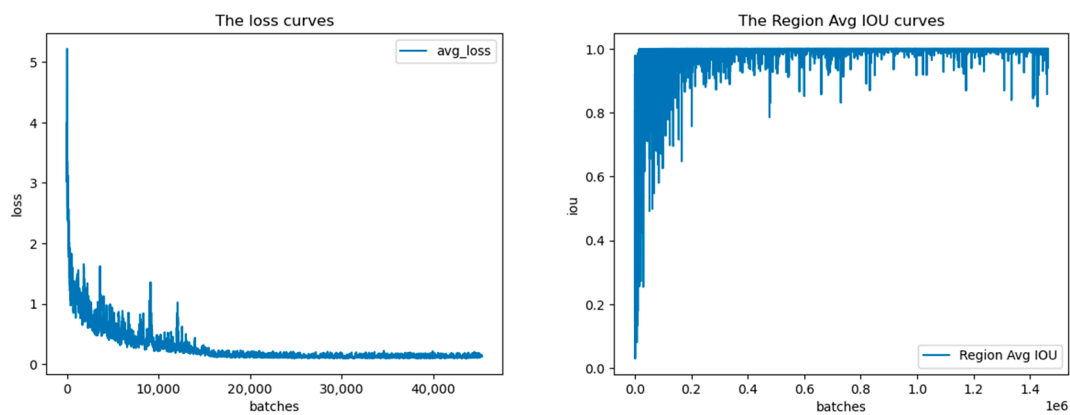 The loss curves
avg_loss
5
4
3
2
1
0
loss
0
10,000
20,000
30,000
40,000
batches
The Region Avg IOU curves
1.0
0.8
0.6
0.4
0.2
0.0
iou
Region Avg IOU
0.0
0.2
0.4
0.6
0.8
1.0
1.2
1.4
1e6
batches